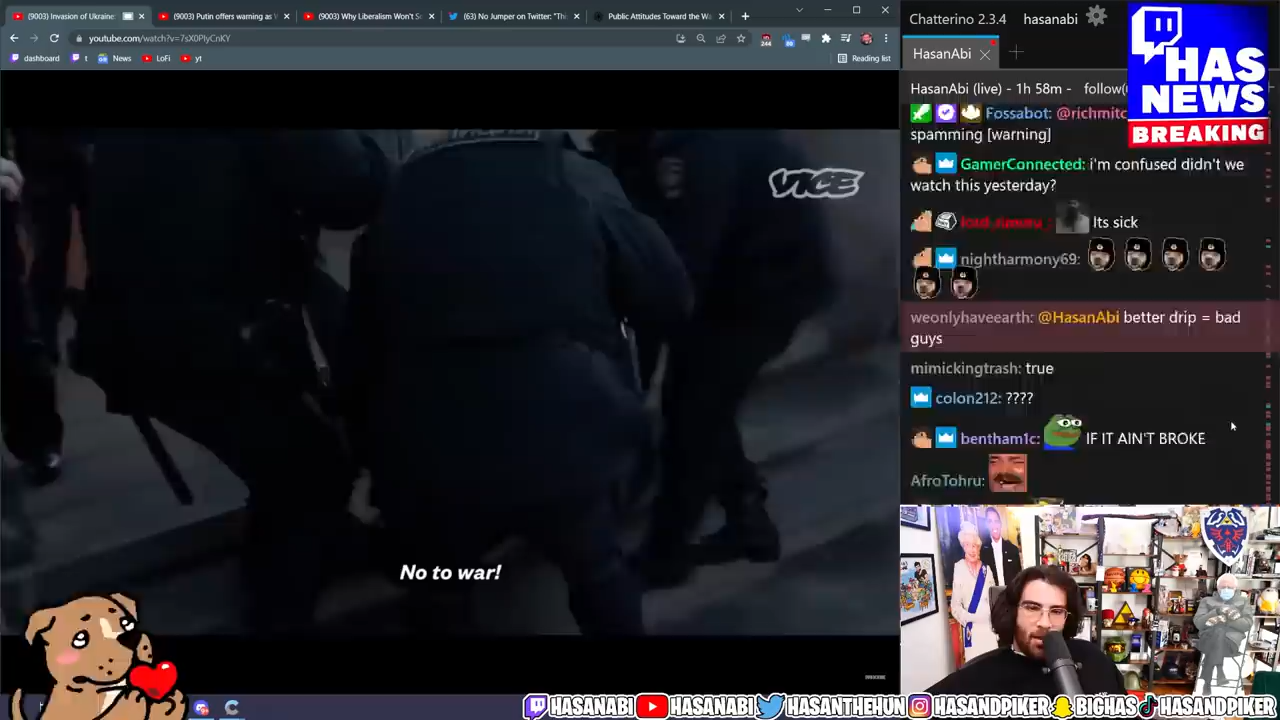 (9003) Invasion of Ukraine
(9003) Putin offers warning as W
(9003) Why Liberalism Won't S
(63) No Jumper on Twitter: "Thi
Public Attitudes Toward the Wa
youtube.com/watch?v=7sX0PIyCnKY
244
dashboard
t
News
LoFi
yt
Reading list
VICE
No to war!
Chatterino 2.3.4
hasanabi
HasanAbi
HasanAbi (live) - 1h 58m -
HAS
NEWS
BREAKING
Fossabot: @richmitc
spamming [warning]
GamerConnected: i'm confused didn't we
watch this yesterday?
Its sick
nightharmony69:
weonlyhaveearth: @HasanAbi better drip = bad
guys
mimickingtrash: true
colon212: ????
bentham1c: IF IT AIN'T BROKE
AfroTohru:
HASANABI HASANABI HASANTHEHUN HASANDPIKER BIGHAS HASANDPIKER